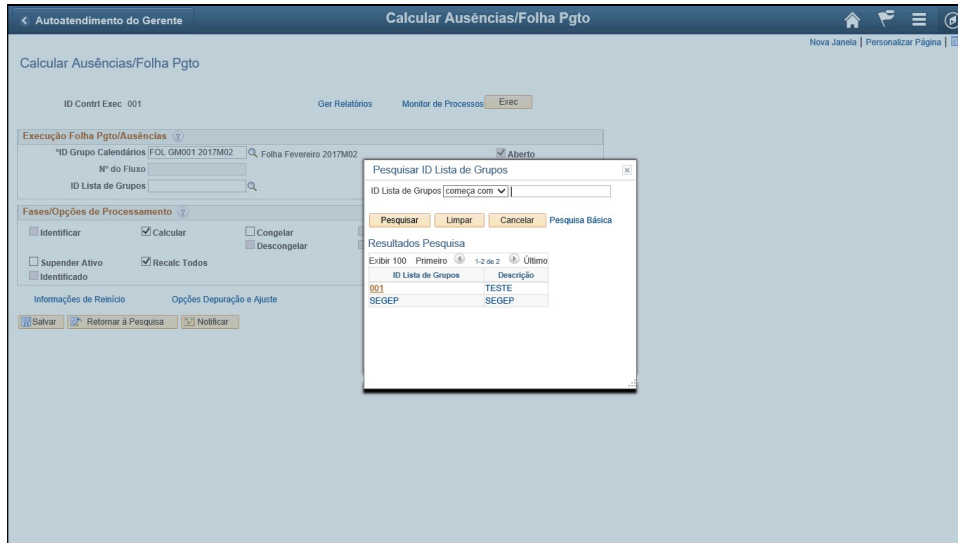 Autoatendimento do Gerente
Calcular Ausências/Folha Pgto
Nova Janela | Personalizar Página |
Calcular Ausências/Folha Pgto
ID Contrl Exec 001
Ger Relatórios
Monitor de Processos
Exec
Execução Folha Pgto/Ausências
*ID Grupo Calendários FOL GM001 2017M02 Folha Fevereiro 2017M02
Aberto
Nº do Fluxo
ID Lista de Grupos
Fases/Opções de Processamento
Identificar
Calcular
Congelar
Descongelar
Supender Ativo
Recalc Todos
Identificado
Informações de Reinício
Opções Depuração e Ajuste
Salvar
Retornar à Pesquisa
Notificar
Pesquisar ID Lista de Grupos
ID Lista de Grupos começa com
Pesquisar
Limpar
Cancelar
Pesquisa Básica
Resultados Pesquisa
Exibir 100 Primeiro 1-2 de 2 Último
ID Lista de Grupos Descrição
001 TESTE
SEGEP SEGEP